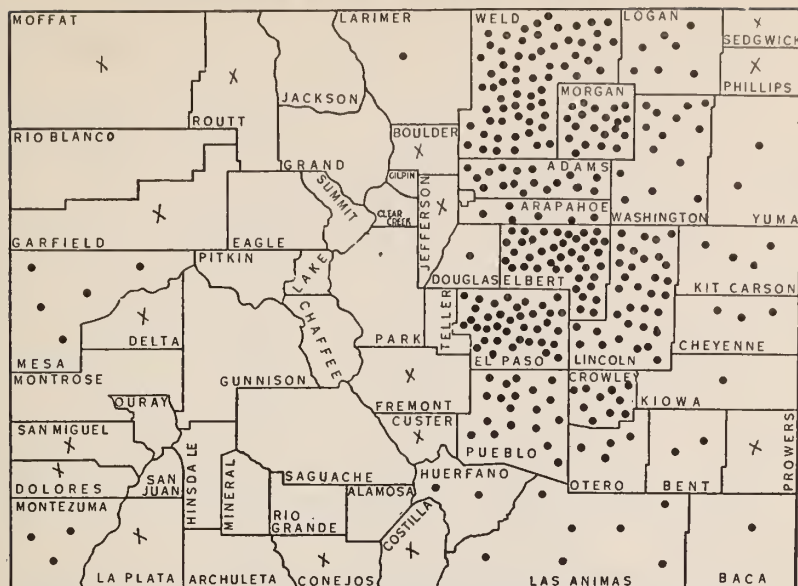 MOFFAT
LARIMER
WELD
LOGAN
SEDGWICK
PHILLIPS
ROUTT
JACKSON
MORGAN
RIO BLANCO
BOULDER
GRAND
GILPIN
ADAMS
SUMMIT
CLEAR
CREEK
JEFFERSON
ARAPAHOE
WASHINGTON
YUMA
GARFIELD
EAGLE
PITKIN
LAKE
DOUGLAS
ELBERT
KIT CARSON
DELTA
CHAFFEE
PARK
TELLER
MESA
EL PASO
LINCOLN
CHEYENNE
MONTROSE
GUNNISON
CROWLEY
OURAY
FREMONT
KIOWA
SAN MIGUEL
CUSTER
PUEBLO
PROWERS
DOLORES
SAN
JUAN
HINSDALE
MINERAL
SAGUACHE
HUERFANO
OTERO
BENT
MONTEZUMA
ALAMOSA
RIO
GRANDE
COSTILLA
LA PLATA
ARCHULETA
CONEJOS
LAS ANIMAS
BACA